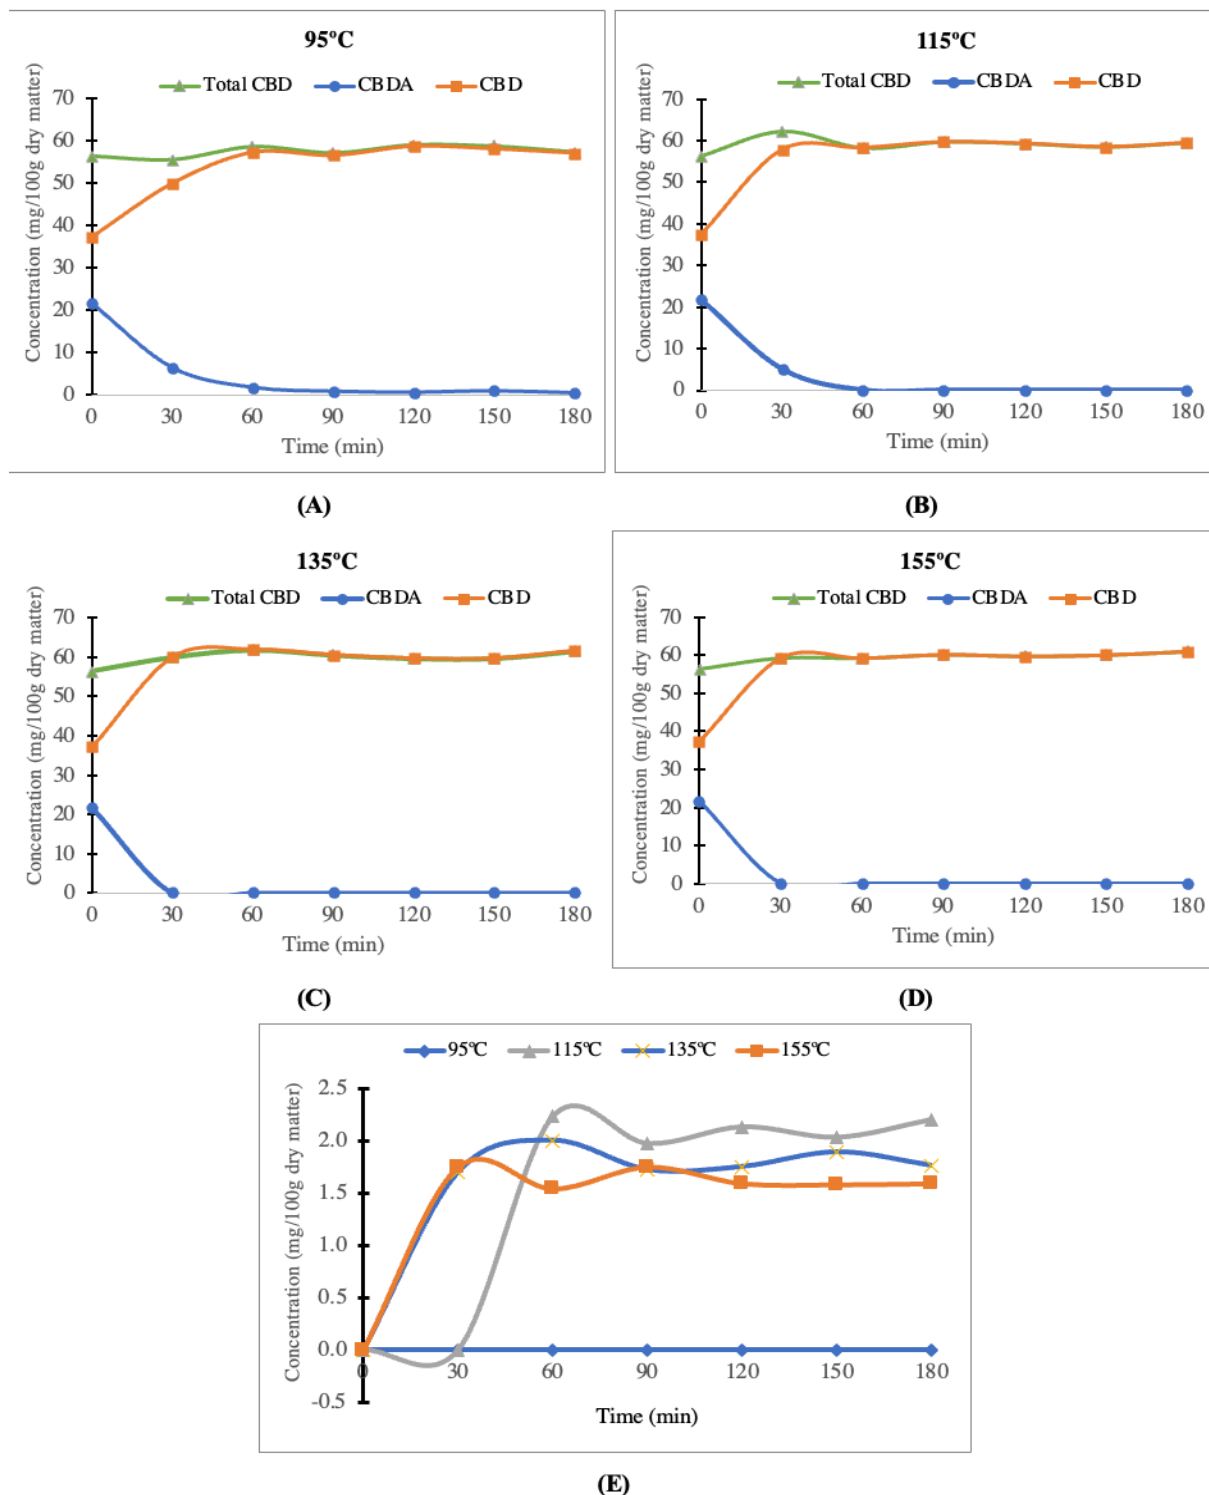 95ºC
Total CBD CBDA CBD
Concentration (mg/100g dry matter)
70
60
50
40
30
20
10
0
0 30 60 90 120 150 180
Time (min)
(A)
115ºC
Total CBD CBDA CBD
Concentration (mg/100g dry matter)
70
60
50
40
30
20
10
0
0 30 60 90 120 150 180
Time (min)
(B)
135ºC
Total CBD CBDA CBD
Concentration (mg/100g dry matter)
70
60
50
40
30
20
10
0
0 30 60 90 120 150 180
Time (min)
(C)
155ºC
Total CBD CBDA CBD
Concentration (mg/100g dry matter)
70
60
50
40
30
20
10
0
0 30 60 90 120 150 180
Time (min)
(D)
95ºC 115ºC 135ºC 155ºC
Concentration (mg/100g dry matter)
2.5
2.0
1.5
1.0
0.5
0.0
-0.5
0 30 60 90 120 150 180
Time (min)
(E)